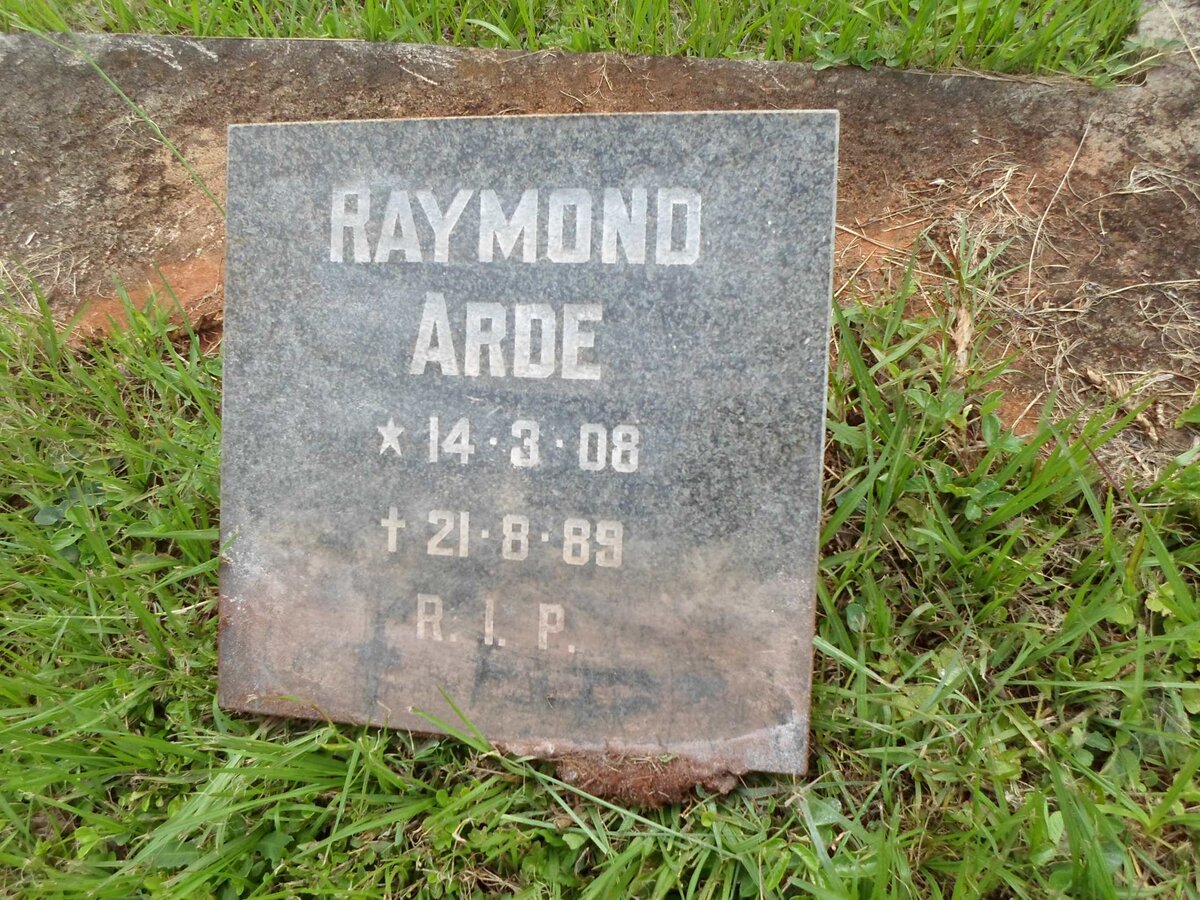 RAYMOND
ARDE
★ 14·3·08
✝ 21·8·89
R. I. P.